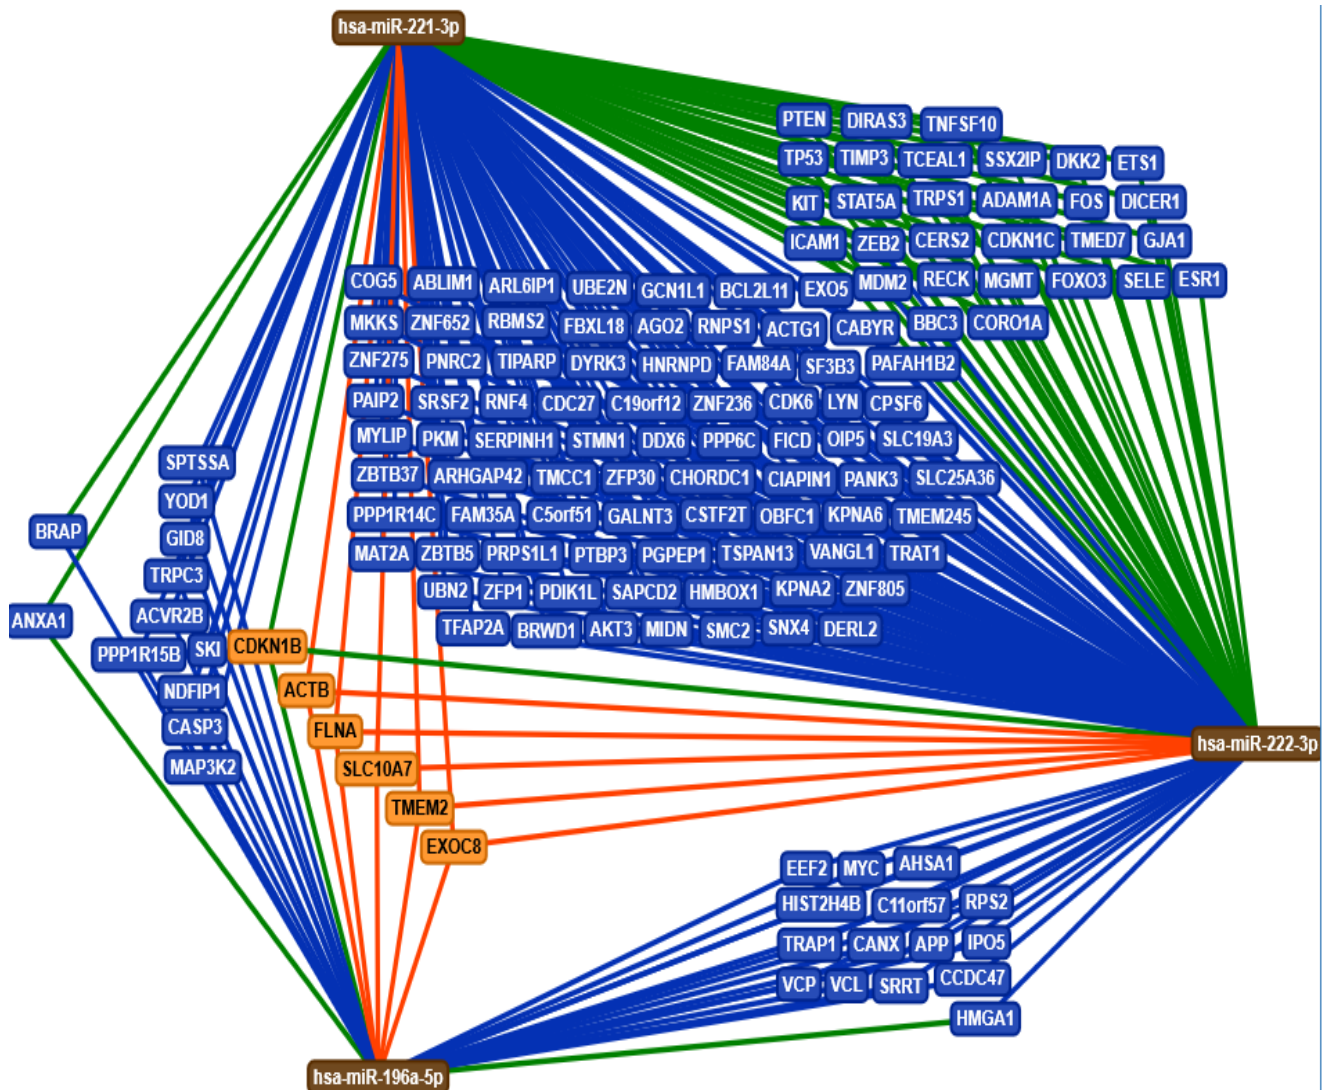 hsa-miR-221-3p
PTEN DIRAS3 TNFSF10
TP53 TIMP3 TCEAL1 SSX2IP DKK2 ETS1
KIT STAT5A TRPS1 ADAM1A FOS DICER1
ICAM1 ZEB2 CERS2 CDKN1C TMED7 GJA1
COG5 ABLIM1 ARL6IP1 UBE2N GCN1L1 BCL2L11 EXO5 MDM2 RECK MGMT FOXO3 SELE ESR1
MKKS ZNF652 RBMS2 FBXL18 AGO2 RNPS1 ACTG1 CABYR BBC3 CORO1A
ZNF275 PNRC2 TIPARP DYRK3 HNRNPD FAM84A SF3B3 PAFAH1B2
PAIP2 SRSF2 RNF4 CDC27 C19orf12 ZNF236 CDK6 LYN CPSF6
MYLIP PKM SERPINH1 STMN1 DDX6 PPP6C FICD OIP5 SLC19A3
SPTSSA ZBTB37 ARHGAP42 TMCC1 ZFP30 CHORDC1 CIAPIN1 PANK3 SLC25A36
YOD1 PPP1R14C FAM35A C5orf51 GALNT3 CSTF2T OBFC1 KPNA6 TMEM245
BRAP GID8 MAT2A ZBTB5 PRPS1L1 PTBP3 PGPEP1 TSPAN13 VANGL1 TRAT1
TRPC3 UBN2 ZFP1 PDIK1L SAPCD2 HMBOX1 KPNA2 ZNF805
ANXA1 ACVR2B TFAP2A BRWD1 AKT3 MIDN SMC2 SNX4 DERL2
PPP1R15B SKI CDKN1B
NDFIP1 ACTB
CASP3 FLNA
hsa-miR-222-3p
MAP3K2 SLC10A7
TMEM2
EXOC8
EEF2 MYC AHSA1
HIST2H4B C11orf57 RPS2
TRAP1 CANX APP IPO5
VCP VCL SRRT CCDC47
HMGA1
hsa-miR-196a-5p